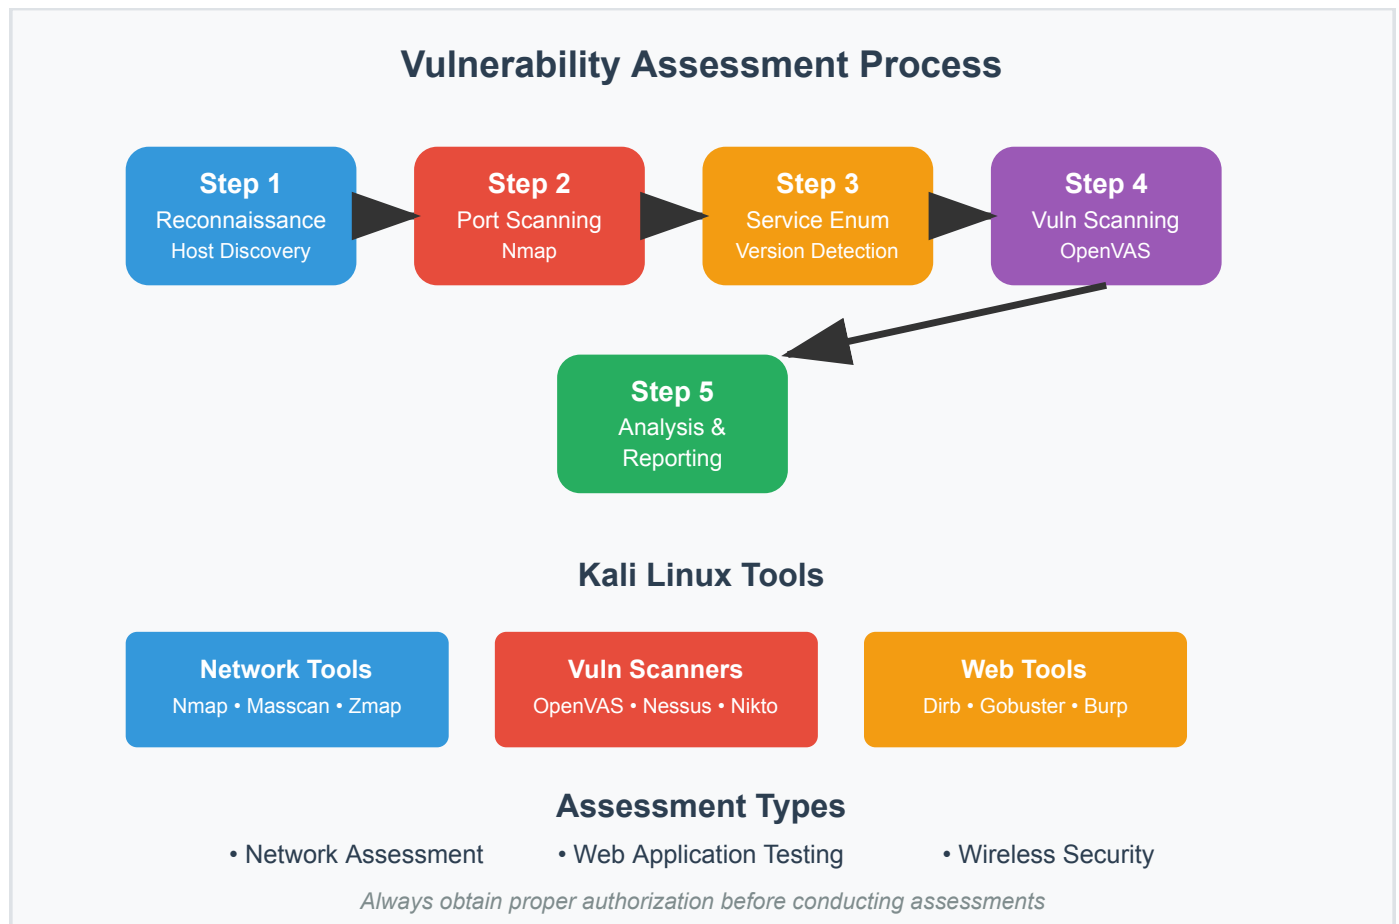 Vulnerability Assessment Process
Step 1
Reconnaissance
Host Discovery
Step 2
Port Scanning
Nmap
Step 3
Service Enum
Version Detection
Step 4
Vuln Scanning
OpenVAS
Step 5
Analysis &
Reporting
Kali Linux Tools
Network Tools
Nmap • Masscan • Zmap
Vuln Scanners
OpenVAS • Nessus • Nikto
Web Tools
Dirb • Gobuster • Burp
Assessment Types
• Network Assessment
• Web Application Testing
• Wireless Security
Always obtain proper authorization before conducting assessments